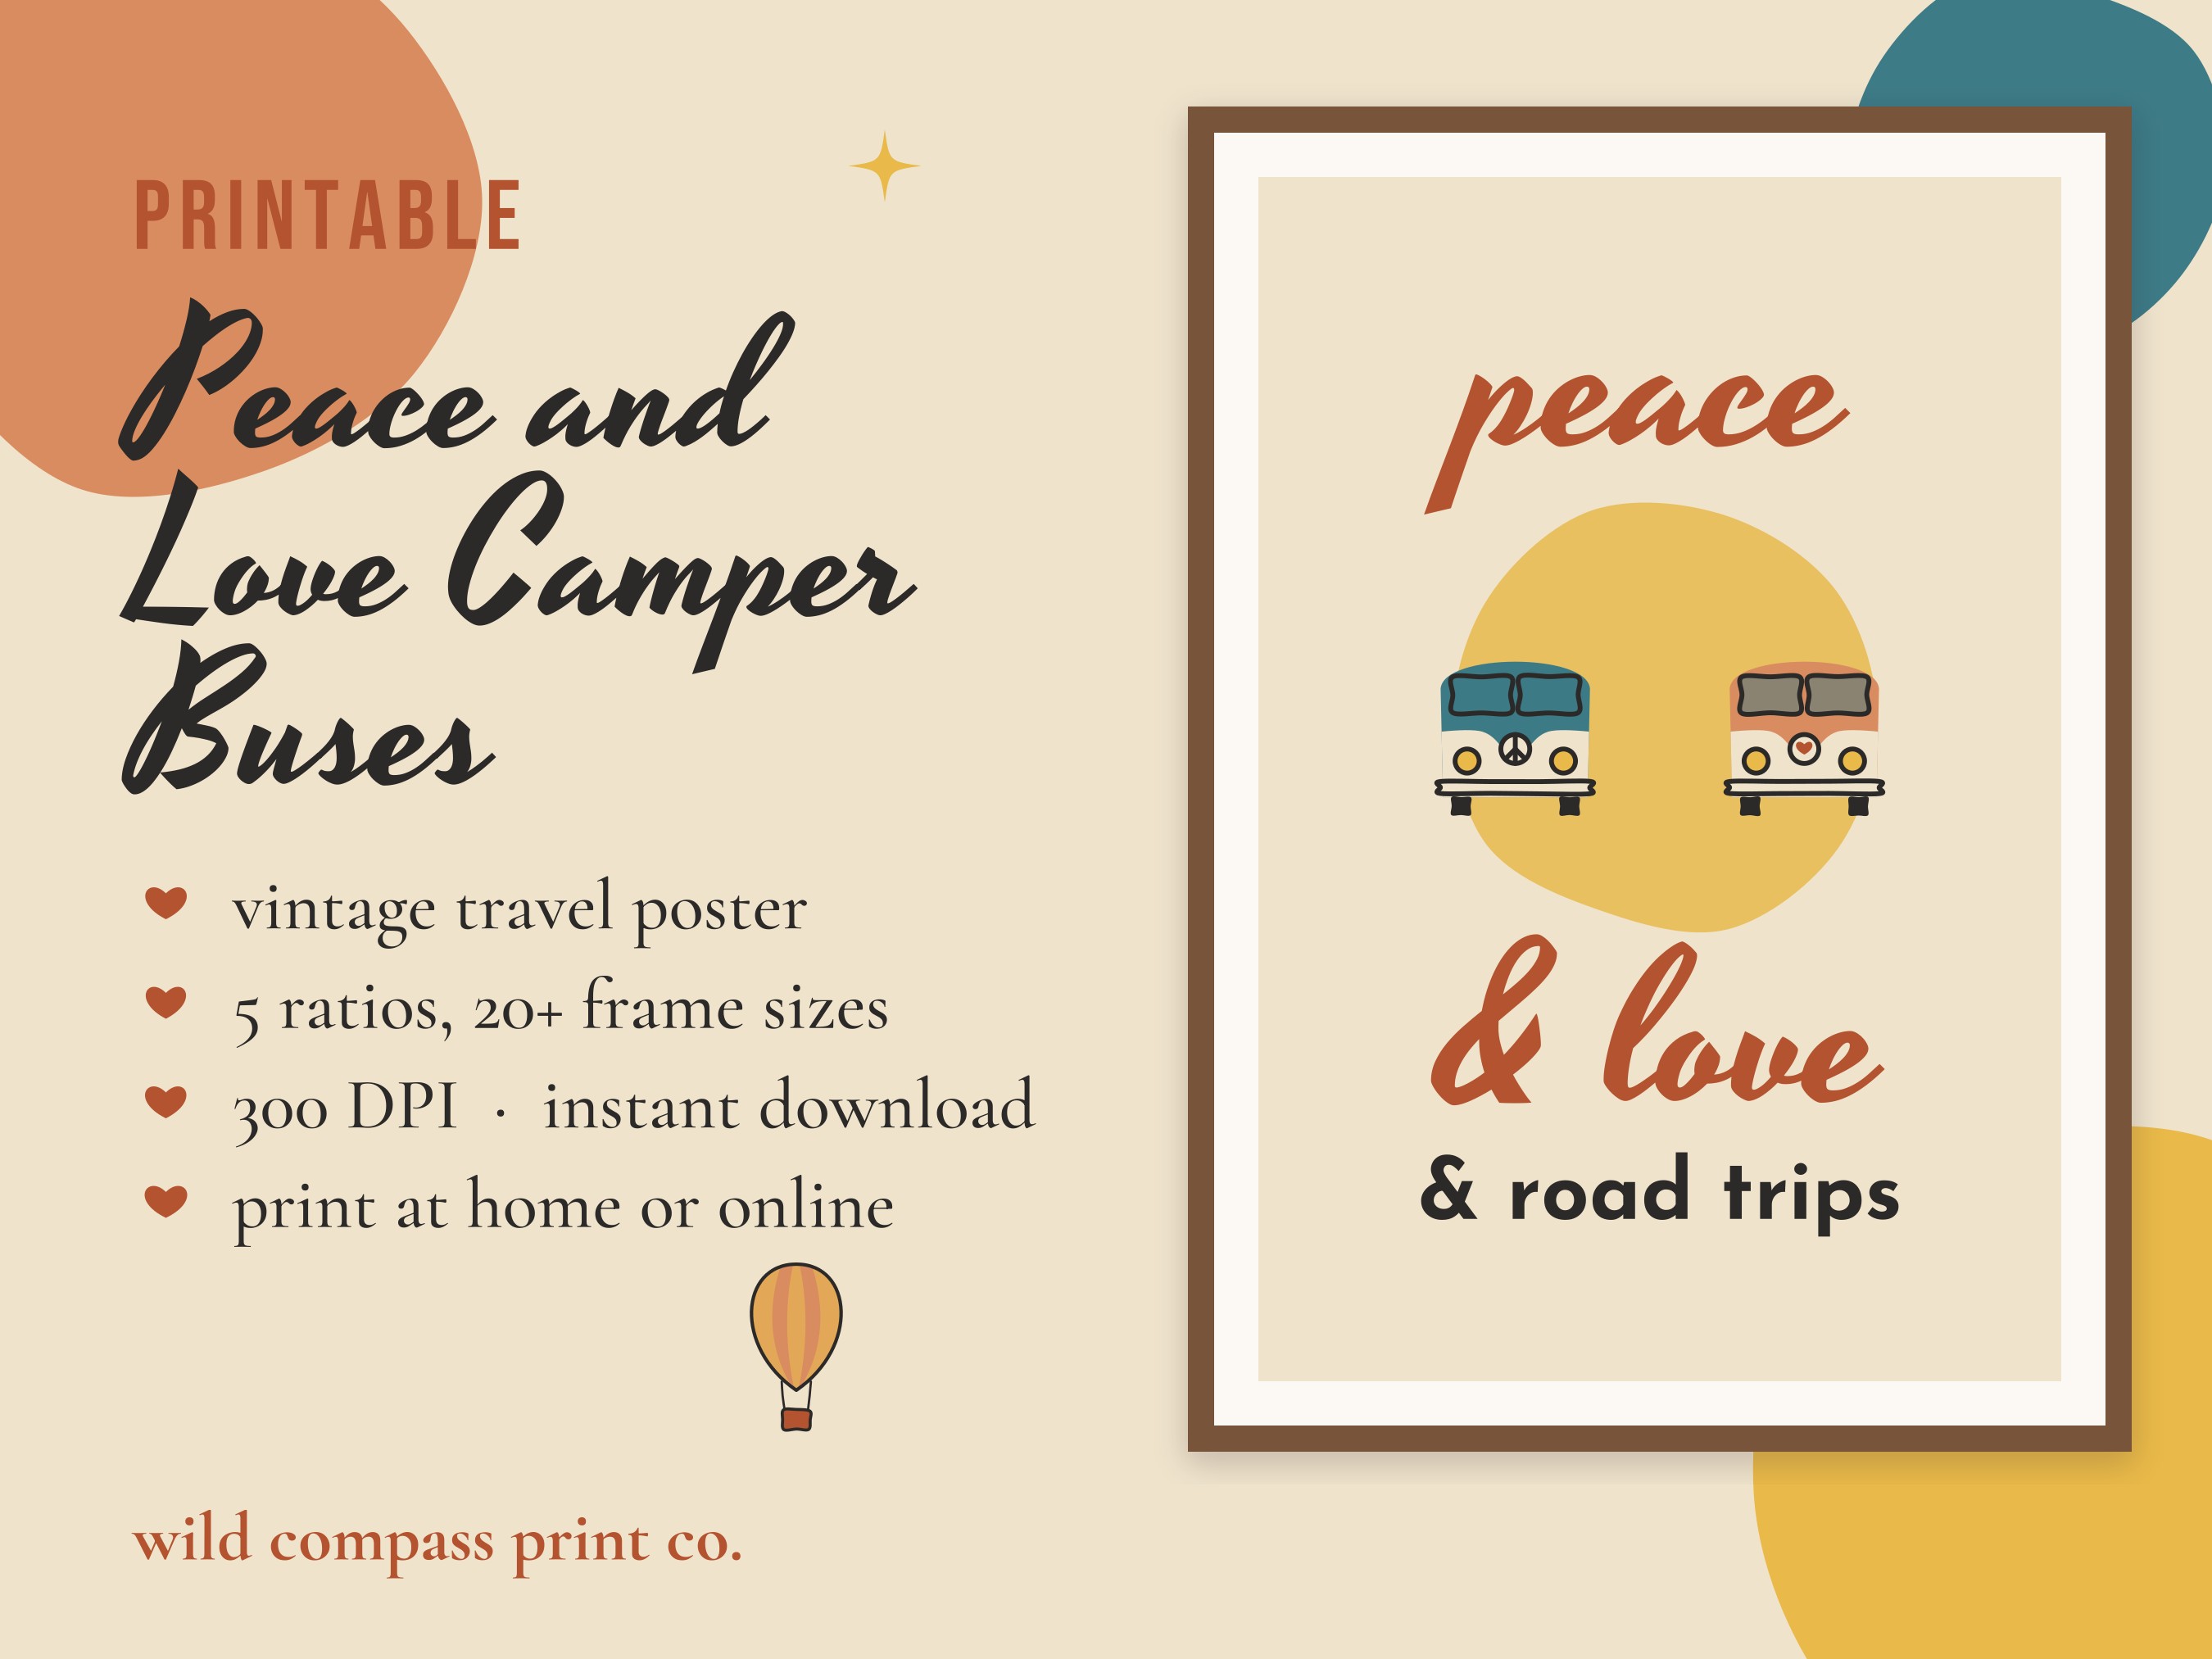 PRINTABLE
Peace and
Love Camper
Buses
vintage travel poster
5 ratios, 20+ frame sizes
300 DPI · instant download
print at home or online
wild compass print co.
peace
& love
& road trips